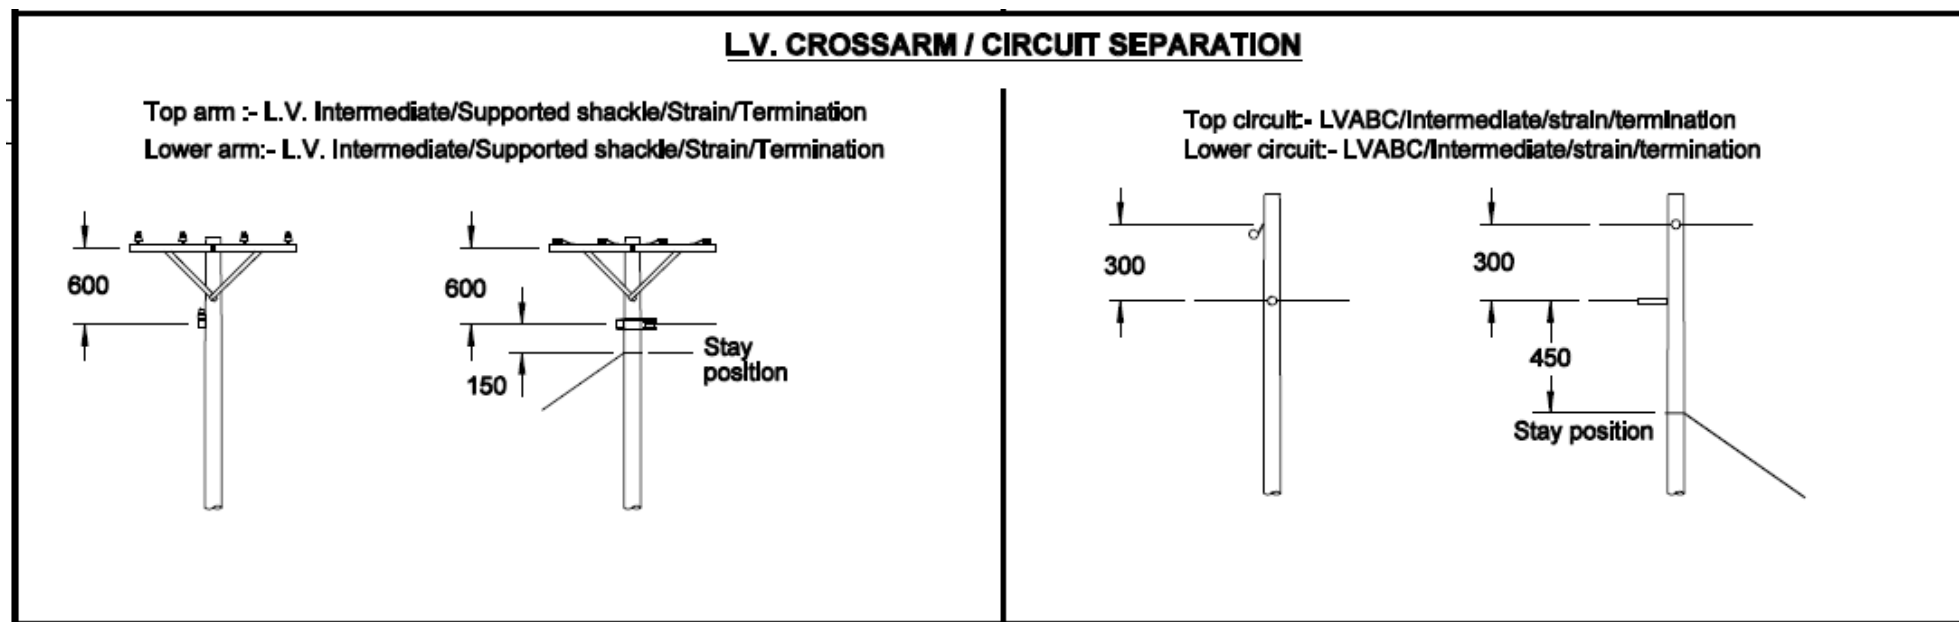 L.V. CROSSARM / CIRCUIT SEPARATION
Top arm :- L.V. Intermediate/Supported shackle/Strain/Termination
Lower arm:- L.V. Intermediate/Supported shackle/Strain/Termination
600
600
150
Stay
position
Top circuit:- LVABC/Intermediate/strain/termination
Lower circuit:- LVABC/Intermediate/strain/termination
300
300
450
Stay position